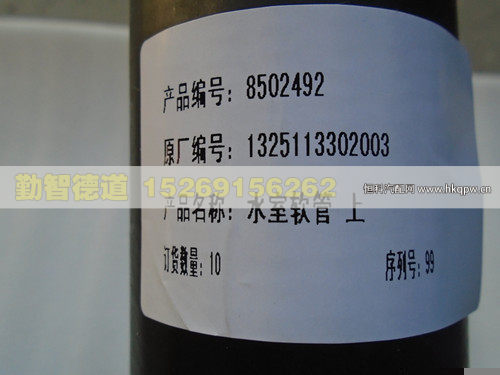 产品编号：8502492
原厂编号：1325113302003
勤智德道 15269156262
恒科汽配网
www.hkqpw.cn
产品名称：水室软管 上
订货数量：10 序列号：99